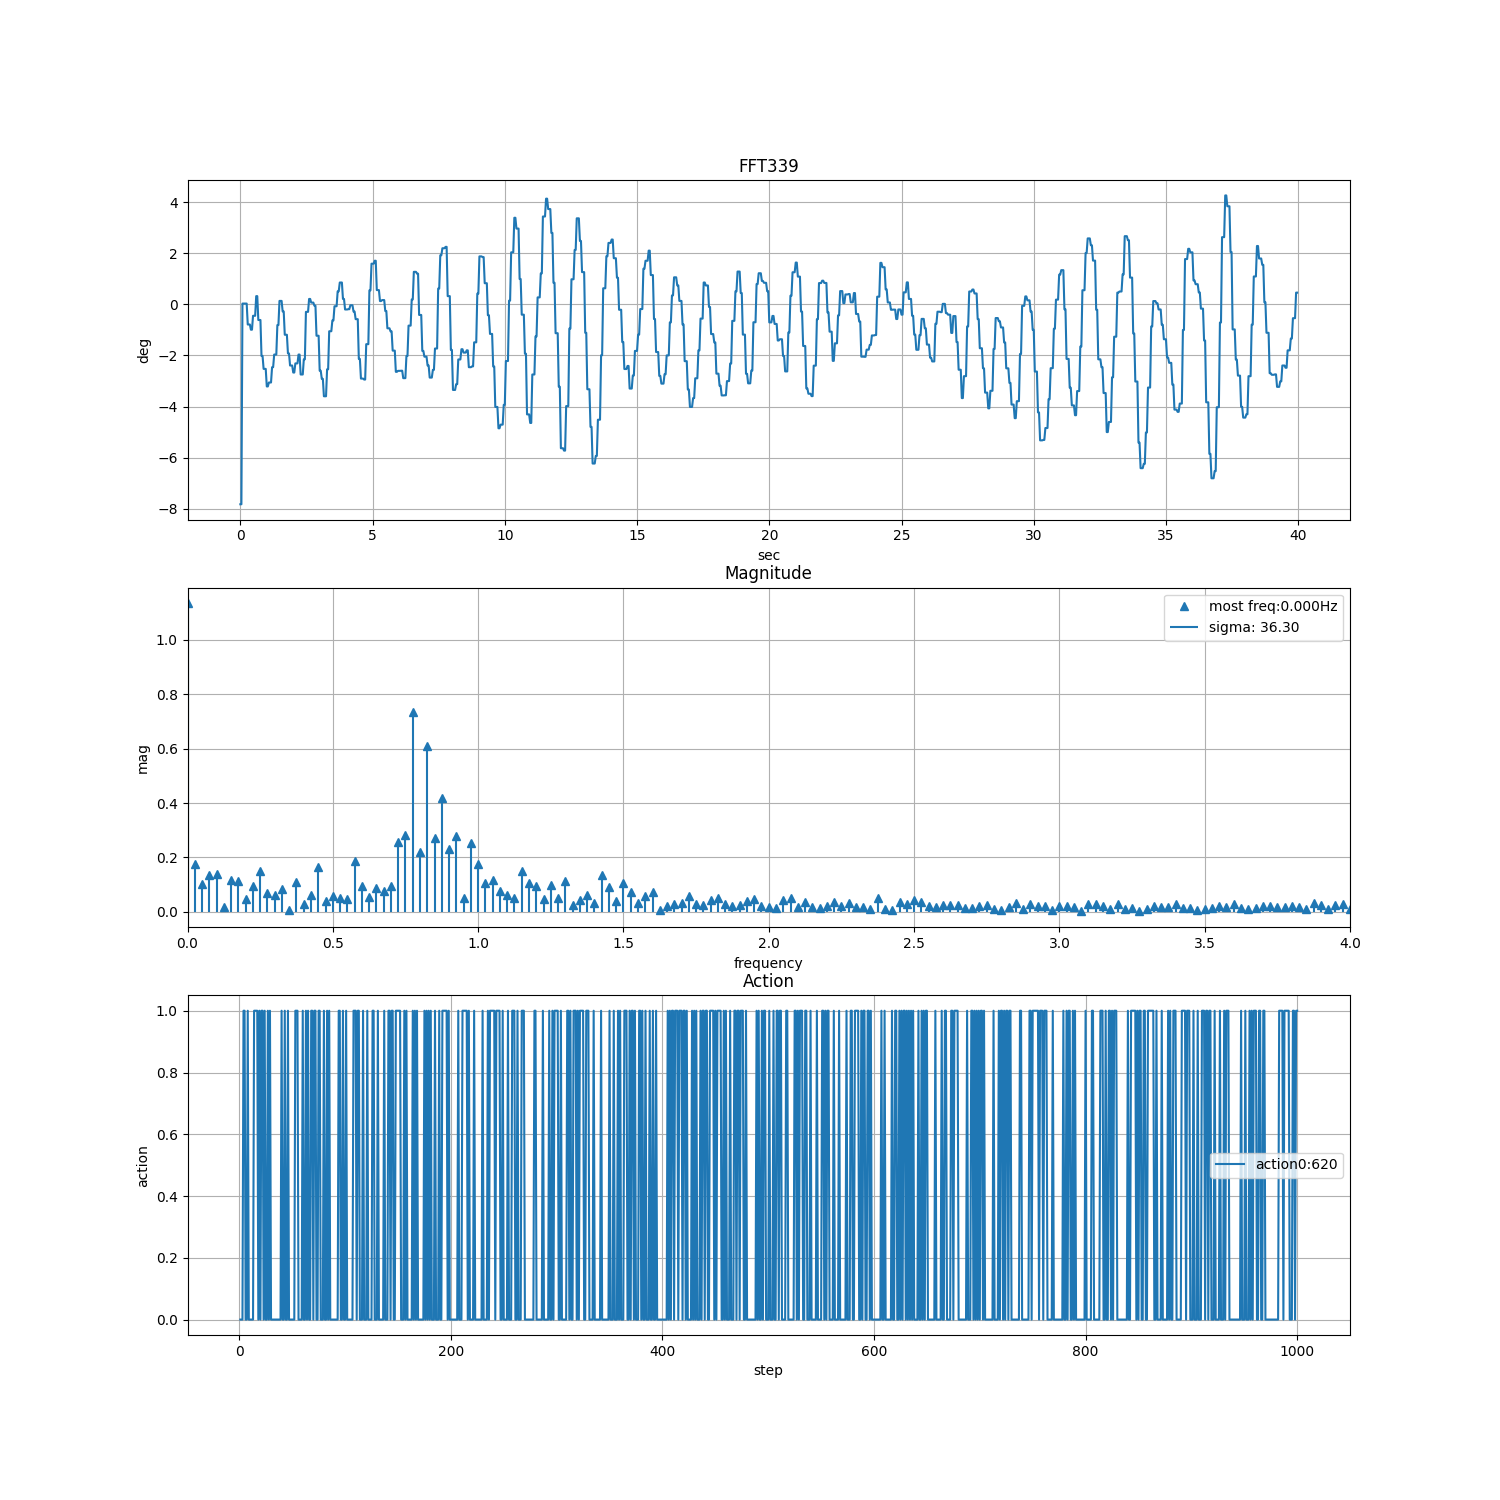 FFT339
4
2
0
−2
−4
−6
−8
deg
0 5 10 15 20 25 30 35 40
sec
Magnitude
most freq:0.000Hz
sigma: 36.30
1.0
0.8
0.6
0.4
0.2
0.0
mag
0.0 0.5 1.0 1.5 2.0 2.5 3.0 3.5 4.0
frequency
Action
1.0
0.8
0.6
0.4
0.2
0.0
action
action0:620
0 200 400 600 800 1000
step